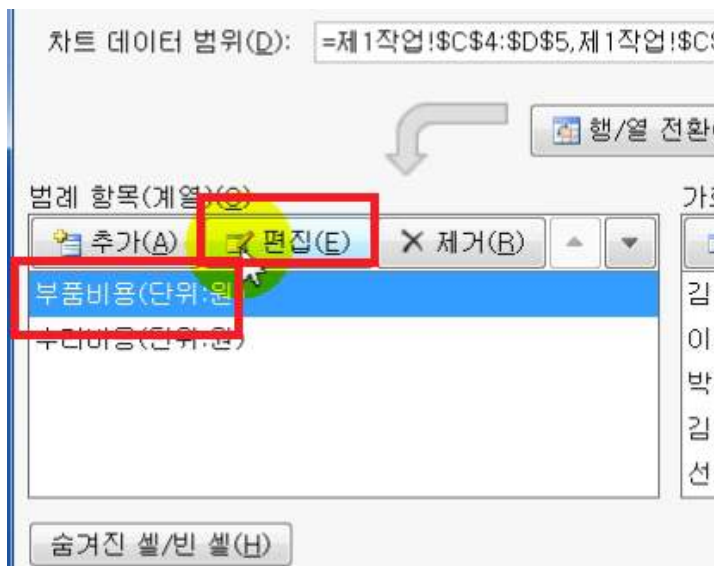 차트 데이터 범위(D): =제1작업!$C$4:$D$5,제1작업!$C
행/열 전환
범례 항목(계열)(S)
추가(A) 편집(E) 제거(R)
부품비용(단위:원
수리비용(단위:원)
김
이
박
김
선
숨겨진 셀/빈 셀(H)